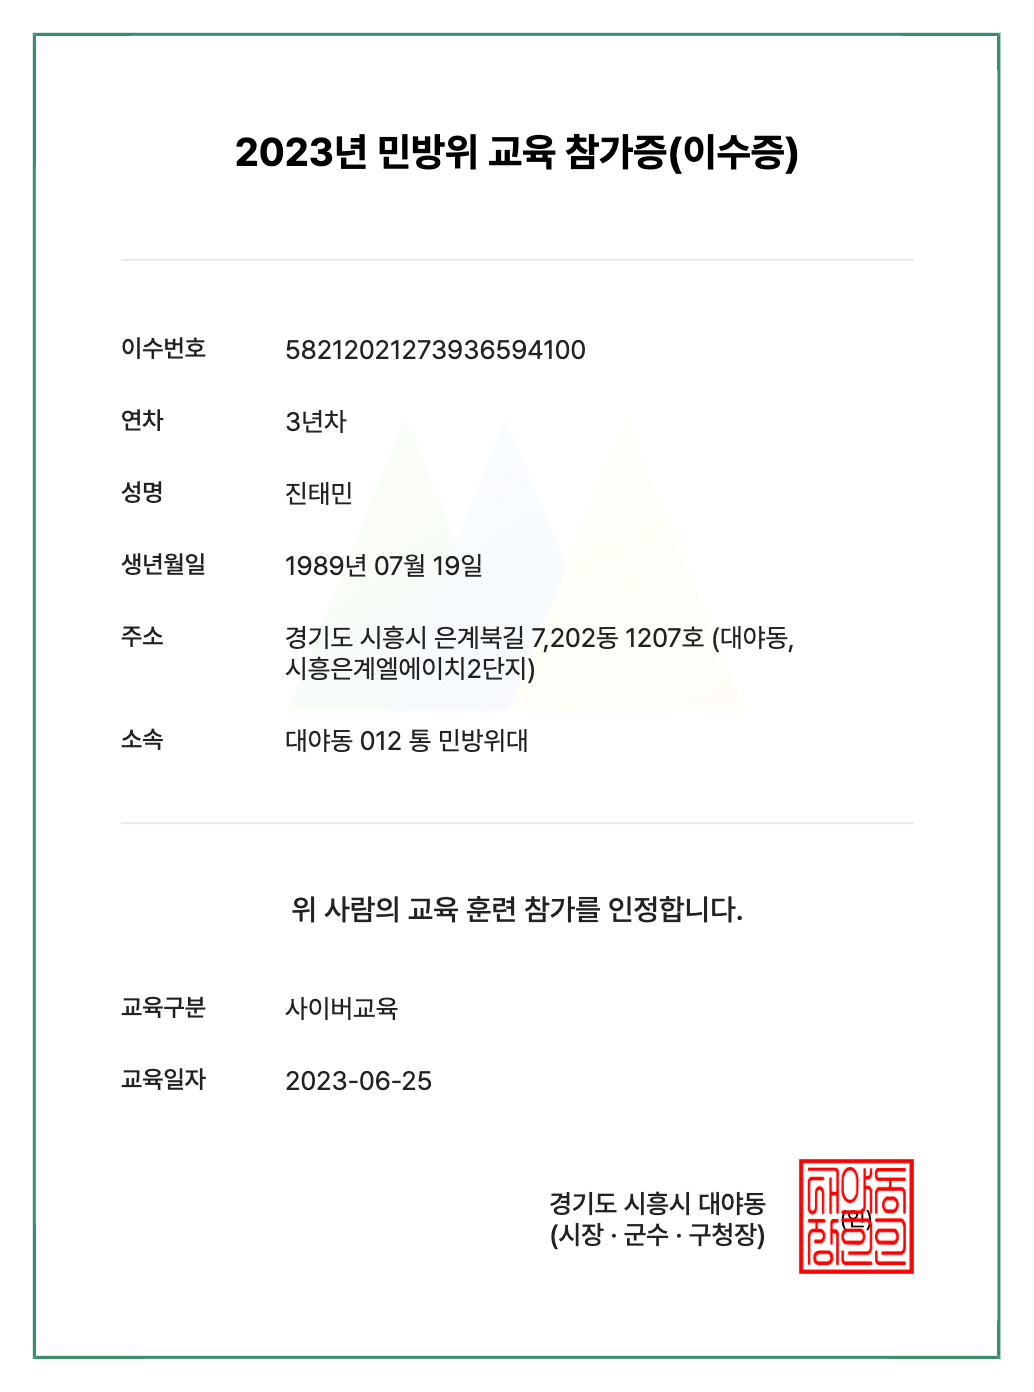 2023년 민방위 교육 참가증(이수증)
이수번호 58212021273936594100
연차 3년차
성명 진태민
생년월일 1989년 07월 19일
주소 경기도 시흥시 은계북길 7,202동 1207호 (대야동,
시흥은계엘에이치2단지)
소속 대야동 012 통 민방위대
위 사람의 교육 훈련 참가를 인정합니다.
교육구분 사이버교육
교육일자 2023-06-25
경기도 시흥시 대야동
(시장 · 군수 · 구청장)
(인)